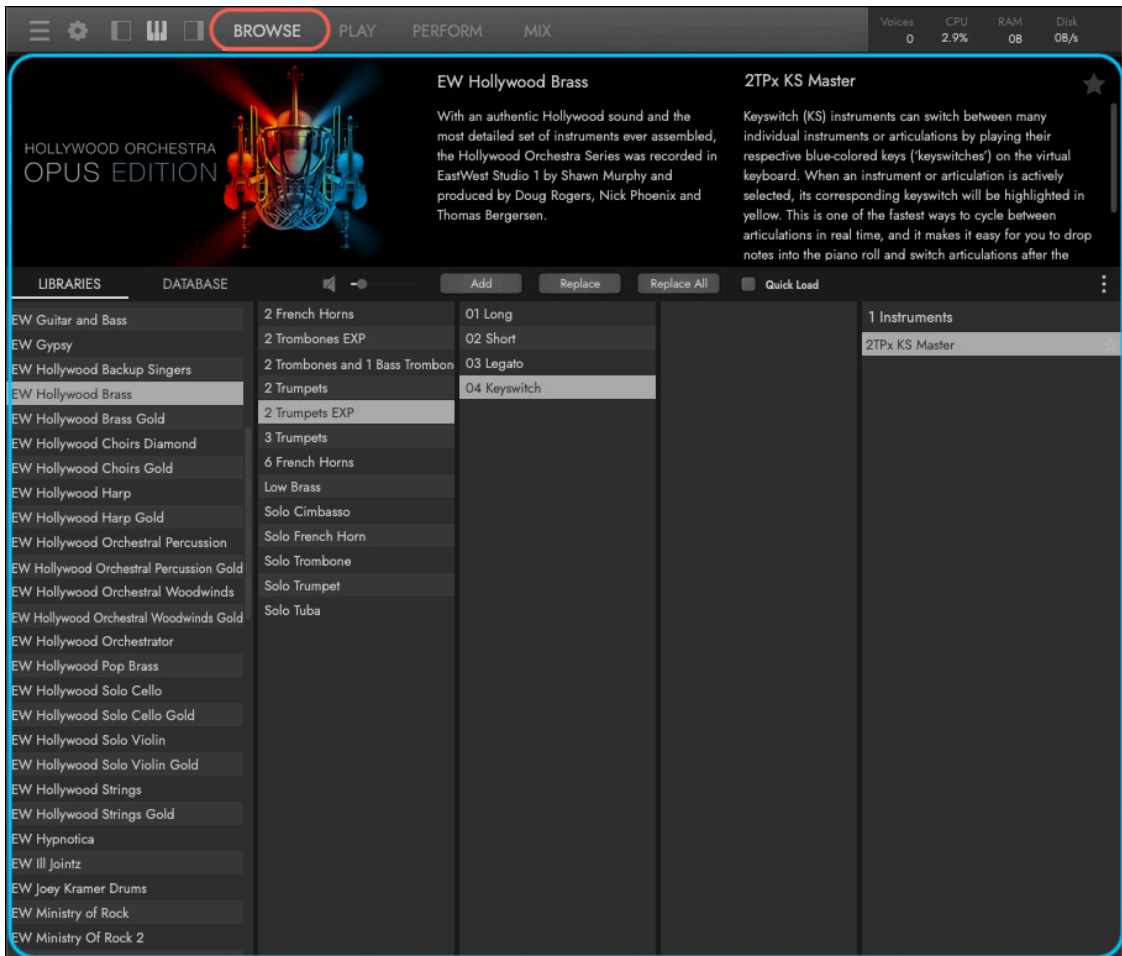 BROWSE
PLAY
PERFORM
MIX
Voices
CPU
RAM
Disk
0
2.9%
0B
0B/s
HOLLYWOOD ORCHESTRA
OPUS EDITION
EW Hollywood Brass
With an authentic Hollywood sound and the
most detailed set of instruments ever assembled,
the Hollywood Orchestra Series was recorded in
EastWest Studio 1 by Shawn Murphy and
produced by Doug Rogers, Nick Phoenix and
Thomas Bergersen.
2TPx KS Master
Keyswitch (KS) instruments can switch between many
individual instruments or articulations by playing their
respective blue-colored keys ('keyswitches') on the virtual
keyboard. When an instrument or articulation is actively
selected, its corresponding keyswitch will be highlighted in
yellow. This is one of the fastest ways to cycle between
articulations in real time, and it makes it easy for you to drop
notes into the piano roll and switch articulations after the
LIBRARIES
DATABASE
Add
Replace
Replace All
Quick Load
EW Guitar and Bass
EW Gypsy
EW Hollywood Backup Singers
EW Hollywood Brass
EW Hollywood Brass Gold
EW Hollywood Choirs Diamond
EW Hollywood Choirs Gold
EW Hollywood Harp
EW Hollywood Harp Gold
EW Hollywood Orchestral Percussion
EW Hollywood Orchestral Percussion Gold
EW Hollywood Orchestral Woodwinds
EW Hollywood Orchestral Woodwinds Gold
EW Hollywood Orchestrator
EW Hollywood Pop Brass
EW Hollywood Solo Cello
EW Hollywood Solo Cello Gold
EW Hollywood Solo Violin
EW Hollywood Solo Violin Gold
EW Hollywood Strings
EW Hollywood Strings Gold
EW Hypnotica
EW Ill Jointz
EW Joey Kramer Drums
EW Ministry of Rock
EW Ministry Of Rock 2
2 French Horns
2 Trombones EXP
2 Trombones and 1 Bass Trombon
2 Trumpets
2 Trumpets EXP
3 Trumpets
6 French Horns
Low Brass
Solo Cimbasso
Solo French Horn
Solo Trombone
Solo Trumpet
Solo Tuba
01 Long
02 Short
03 Legato
04 Keyswitch
1 Instruments
2TPx KS Master